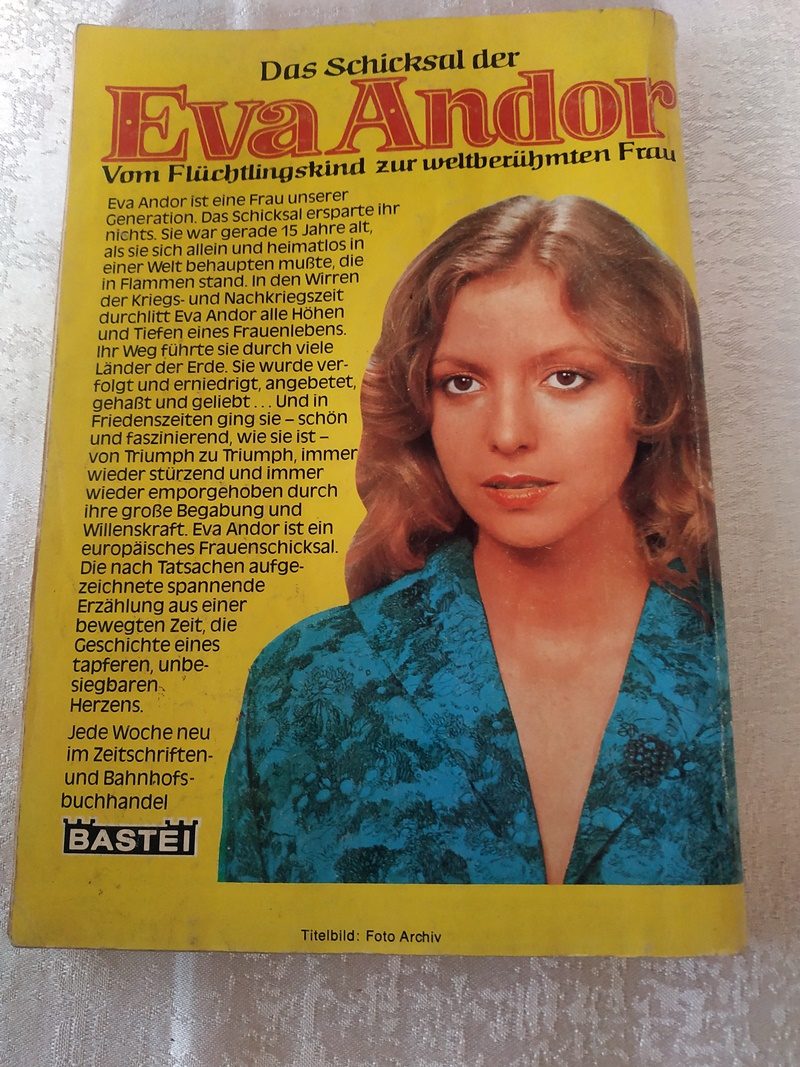 Das Schicksal der
Eva Andor
Vom Flüchtlingskind zur weltberühmten Frau
Eva Andor ist eine Frau unserer
Generation. Das Schicksal ersparte ihr
nichts. Sie war gerade 15 Jahre alt,
als sie sich allein und heimatlos in
einer Welt behaupten mußte, die
in Flammen stand. In den Wirren
der Kriegs- und Nachkriegszeit
durchlitt Eva Andor alle Höhen
und Tiefen eines Frauenlebens.
Ihr Weg führte sie durch viele
Länder der Erde. Sie wurde ver-
folgt und erniedrigt, angebetet,
gehaßt und geliebt ... Und in
Friedenszeiten ging sie – schön
und faszinierend, wie sie ist –
von Triumph zu Triumph, immer
wieder stürzend und immer
wieder emporgehoben durch
ihre große Begabung und
Willenskraft. Eva Andor ist ein
europäisches Frauenschicksal.
Die nach Tatsachen aufge-
zeichnete spannende
Erzählung aus einer
bewegten Zeit, die
Geschichte eines
tapferen, unbe-
siegbaren
Herzens.
Jede Woche neu
im Zeitschriften-
und Bahnhofs-
buchhandel
BASTEI
Titelbild: Foto Archiv